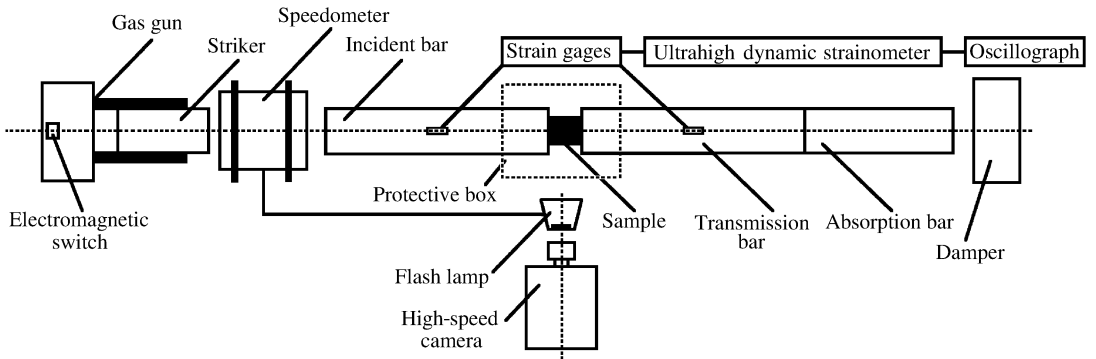 Gas gun
Speedometer
Striker
Incident bar
Strain gages
Ultrahigh dynamic strainometer
Oscillograph
Electromagnetic
switch
Protective box
Sample
Transmission
bar
Absorption bar
Damper
Flash lamp
High-speed
camera